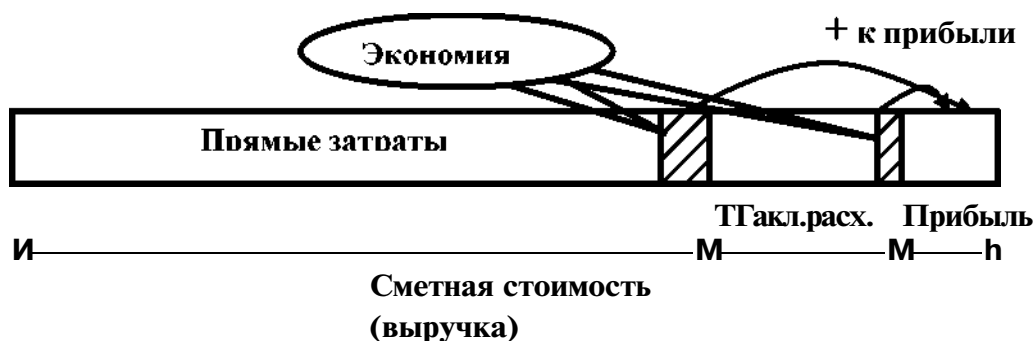 + к прибыли
Экономия
Прямые затраты
ТГакл.расх. Прибыль
И М М h
Сметная стоимость
(выручка)